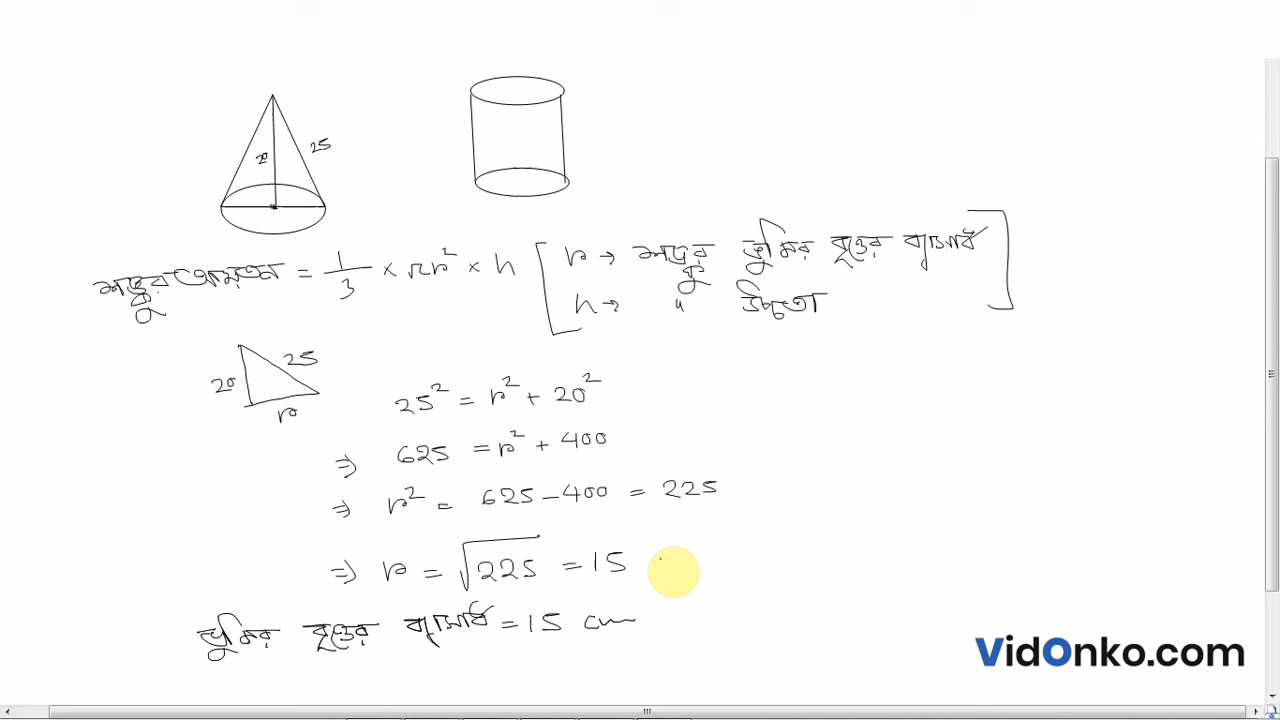 20
25
শঙ্কুর আয়তন = 1/3 × πr² × h [ r → শঙ্কুর ভূমির বৃত্তের ব্যাসার্ধ
h → " উচ্চতা ]
20
25
r
25² = r² + 20²
⇒ 625 = r² + 400
⇒ r² = 625 – 400 = 225
⇒ r = √225 = 15
ভূমির বৃত্তের ব্যাসার্ধ = 15 cm
VidOnko.com